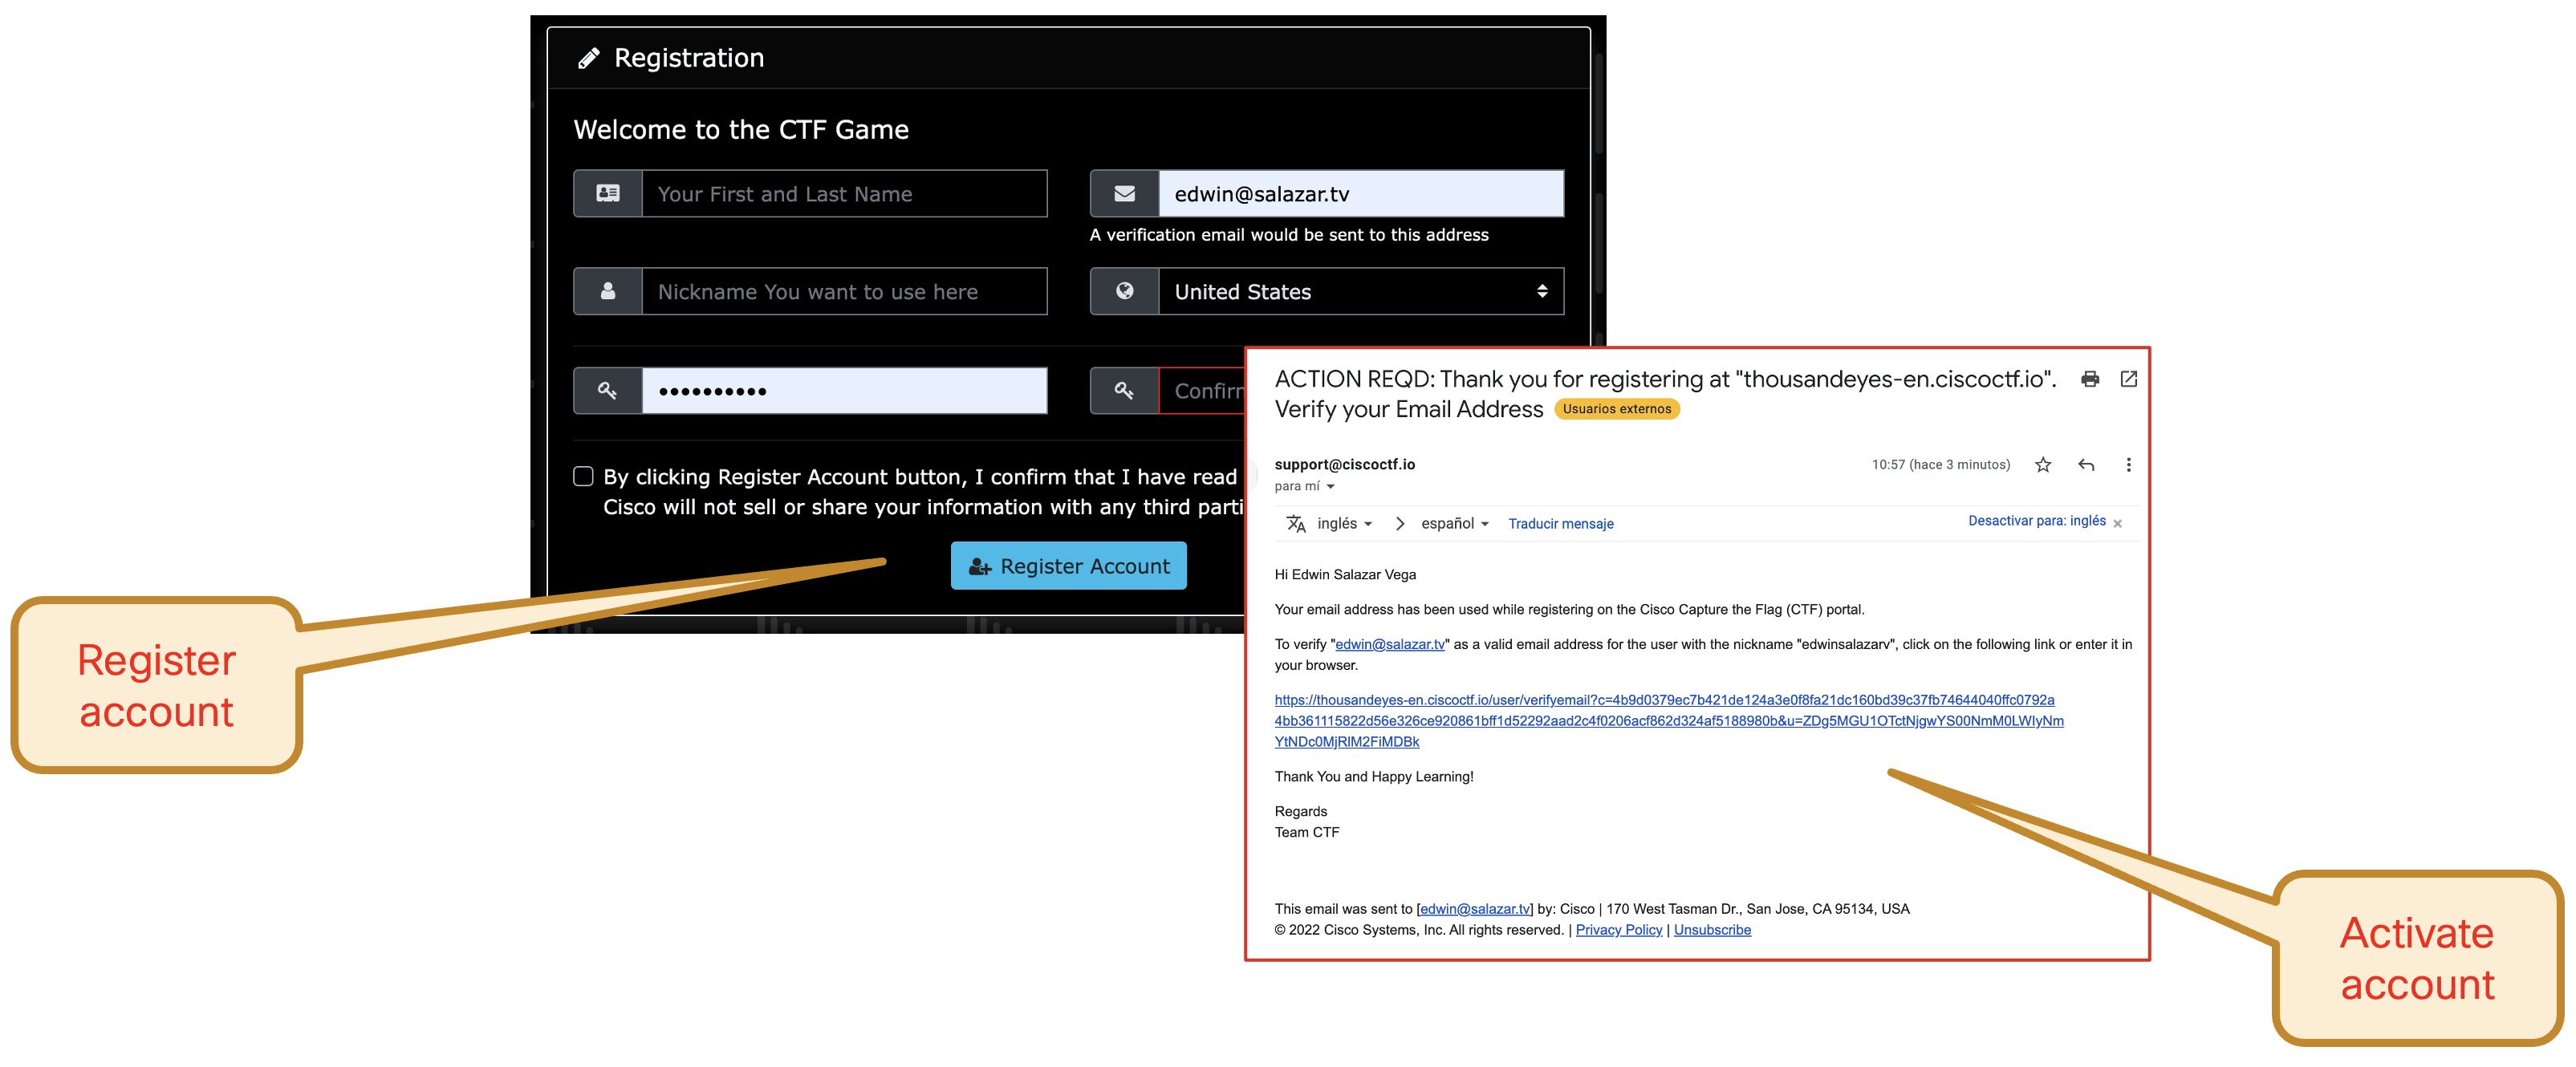 Registration
Welcome to the CTF Game
Your First and Last Name
edwin@salazar.tv
A verification email would be sent to this address
Nickname You want to use here
United States
••••••••••
Confirm
By clicking Register Account button, I confirm that I have read
Cisco will not sell or share your information with any third parti
Register Account
Register
account
ACTION REQD: Thank you for registering at "thousandeyes-en.ciscoctf.io".
Verify your Email Address Usuarios externos
support@ciscoctf.io 10:57 (hace 3 minutos)
para mí
inglés español Traducir mensaje Desactivar para: inglés
Hi Edwin Salazar Vega
Your email address has been used while registering on the Cisco Capture the Flag (CTF) portal.
To verify "edwin@salazar.tv" as a valid email address for the user with the nickname "edwinsalazarv", click on the following link or enter it in
your browser.
https://thousandeyes-en.ciscoctf.io/user/verifyemail?c=4b9d0379ec7b421de124a3e0f8fa21dc160bd39c37fb74644040ffc0792a
4bb361115822d56e326ce920861bff1d52292aad2c4f0206acf862d324af5188980b&u=ZDg5MGU1OTctNjgwYS00NmM0LWIyNm
YtNDc0MjRlM2FiMDBk
Thank You and Happy Learning!
Regards
Team CTF
This email was sent to [edwin@salazar.tv] by: Cisco | 170 West Tasman Dr., San Jose, CA 95134, USA
© 2022 Cisco Systems, Inc. All rights reserved. | Privacy Policy | Unsubscribe
Activate
account